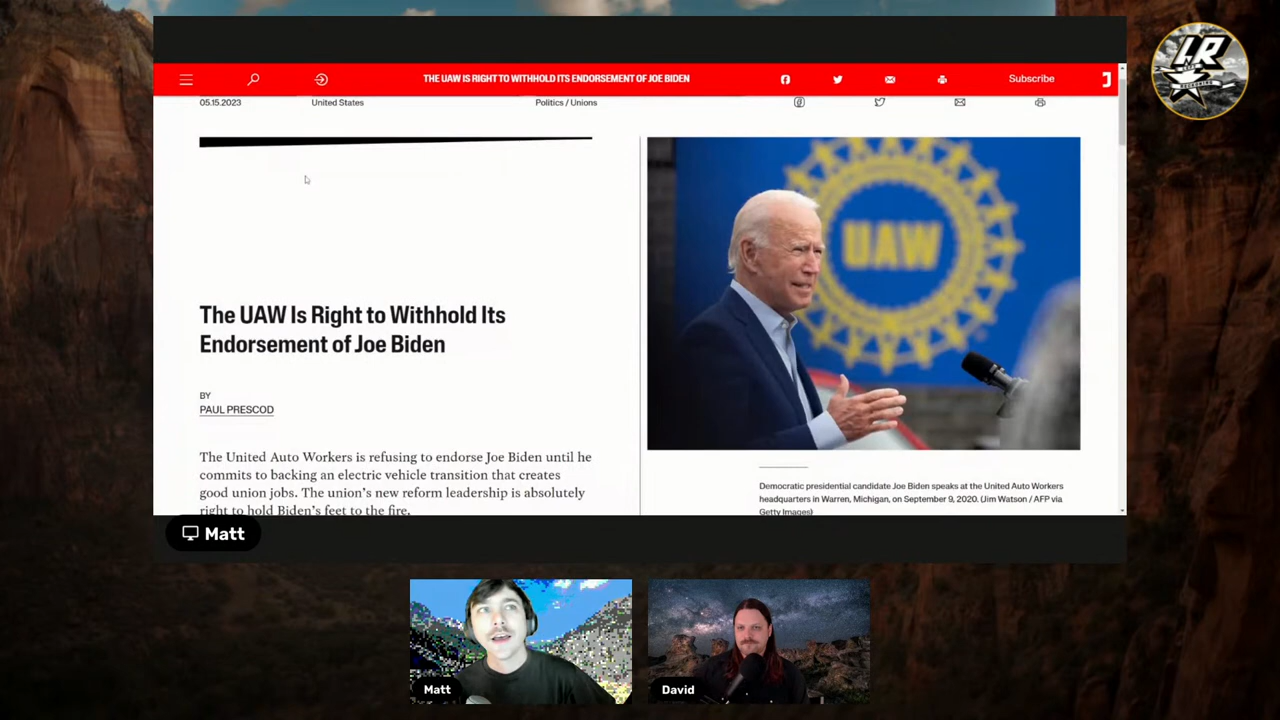 THE UAW IS RIGHT TO WITHHOLD ITS ENDORSEMENT OF JOE BIDEN
Subscribe
LR
05.15.2023
United States
Politics / Unions
UAW
The UAW Is Right to Withhold Its
Endorsement of Joe Biden
BY
PAUL PRESCOD
The United Auto Workers is refusing to endorse Joe Biden until he
commits to backing an electric vehicle transition that creates
good union jobs. The union's new reform leadership is absolutely
right to hold Biden's feet to the fire.
Democratic presidential candidate Joe Biden speaks at the United Auto Workers
headquarters in Warren, Michigan, on September 9, 2020. (Jim Watson / AFP via
Getty Images)
Matt
Matt
David